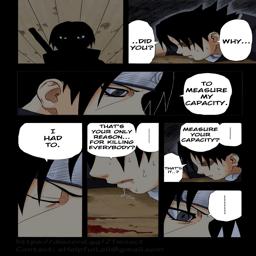 WHY...
..DID
YOU?
TO
MEASURE
MY
CAPACITY.
MEASURE
YOUR
CAPACITY?
THAT'S
IT..?
THAT'S
YOUR ONLY
REASON...
FOR KILLING
EVERYBODY?
I
HAD
TO.